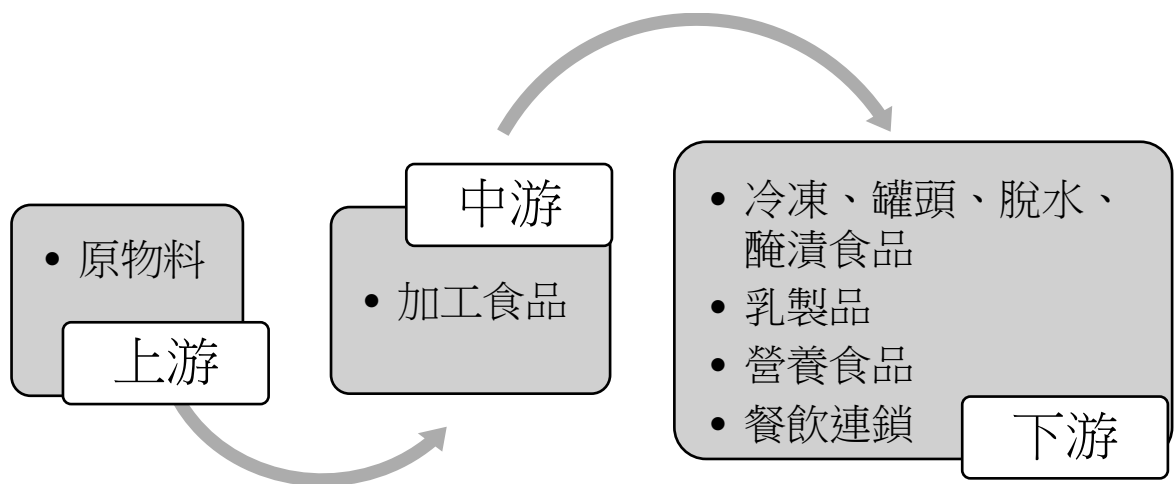 • 原物料
上游
中游
• 加工食品
• 冷凍、罐頭、脫水、
醃漬食品
• 乳製品
• 營養食品
• 餐飲連鎖
下游